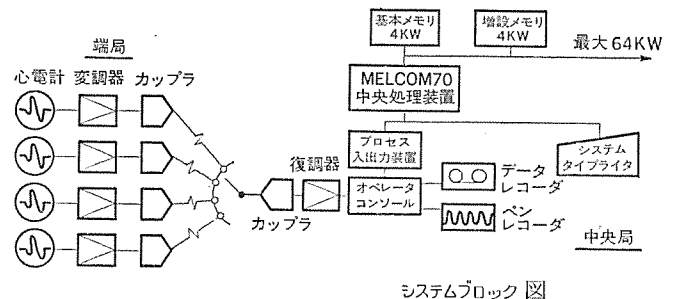 基本メモリ
4KW
増設メモリ
4KW
最大64KW
端局
心電計 変調器 カップラ
MELCOM70
中央処理装置
プロセス
入出力装置
システム
タイプライタ
復調器
オペレータ
コンソール
データ
レコーダ
カップラ
ペン
レコーダ
中央局
システムブロック図